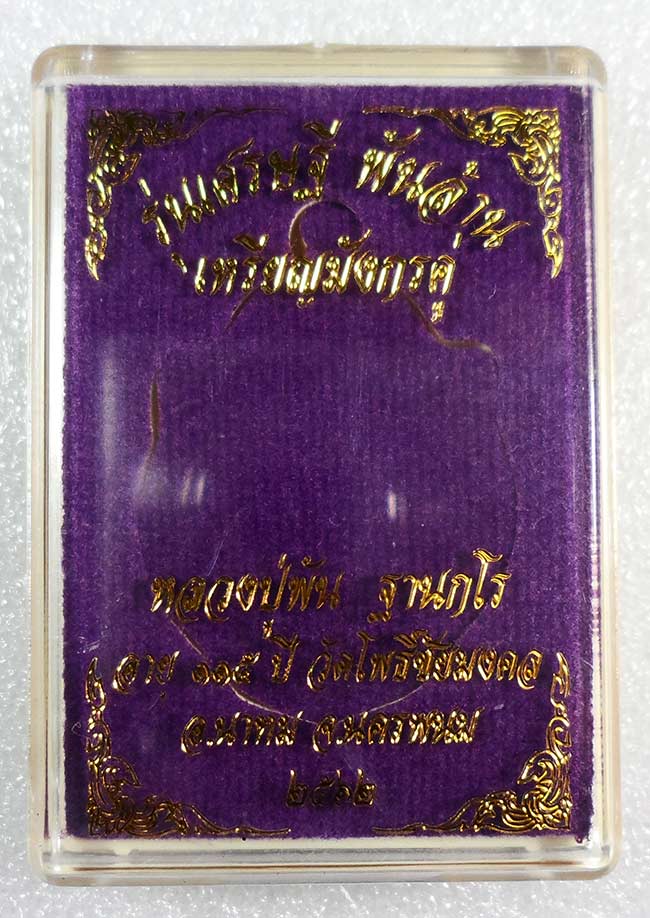 รุ่นเศรษฐี พันล้าน
เหรียญมังกรคู่
หลวงปู่พัน ฐานกโร
อายุ ๑๑๕ ปี วัดโพธิ์ชัยมงคล
อ.นาทม จ.นครพนม
๒๕๖๒